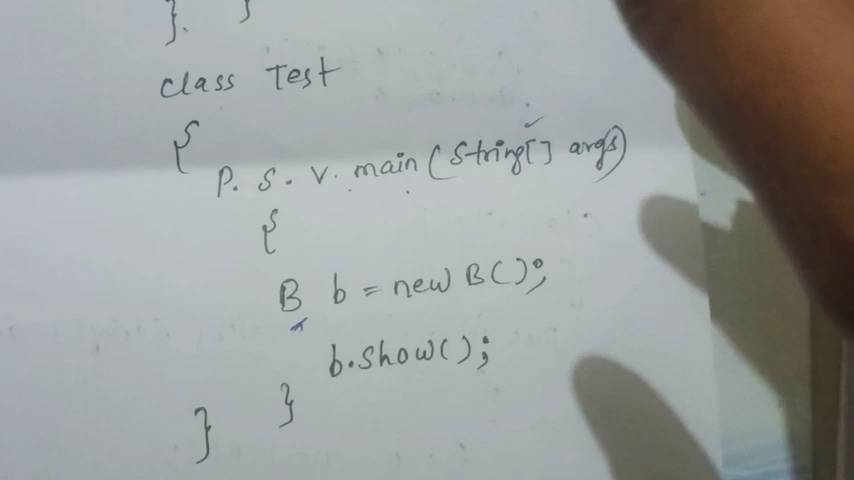 }. }
class Test
{
P. S. V. main (String[] args)
{
B b = new B();
b.show();
}
}